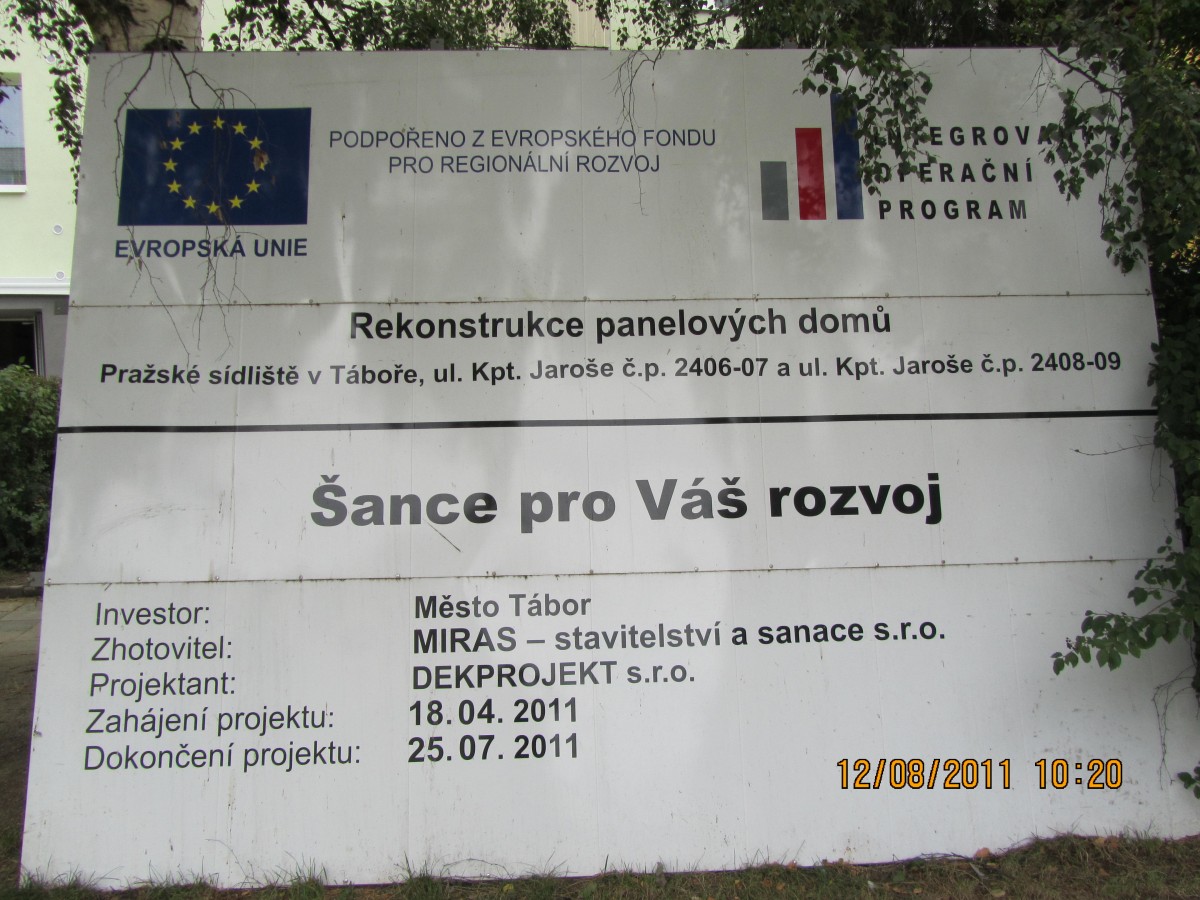 PODPOŘENO Z EVROPSKÉHO FONDU
PRO REGIONÁLNÍ ROZVOJ
EVROPSKÁ UNIE
OPERAČNÍ
PROGRAM
Rekonstrukce panelových domů
Pražské sídliště v Táboře, ul. Kpt. Jaroše č.p. 2406-07 a ul. Kpt. Jaroše č.p. 2408-09
Šance pro Váš rozvoj
Investor: Město Tábor
Zhotovitel: MIRAS – stavitelství a sanace s.r.o.
Projektant: DEKPROJEKT s.r.o.
Zahájení projektu: 18. 04. 2011
Dokončení projektu: 25. 07. 2011
12/08/2011 10:20